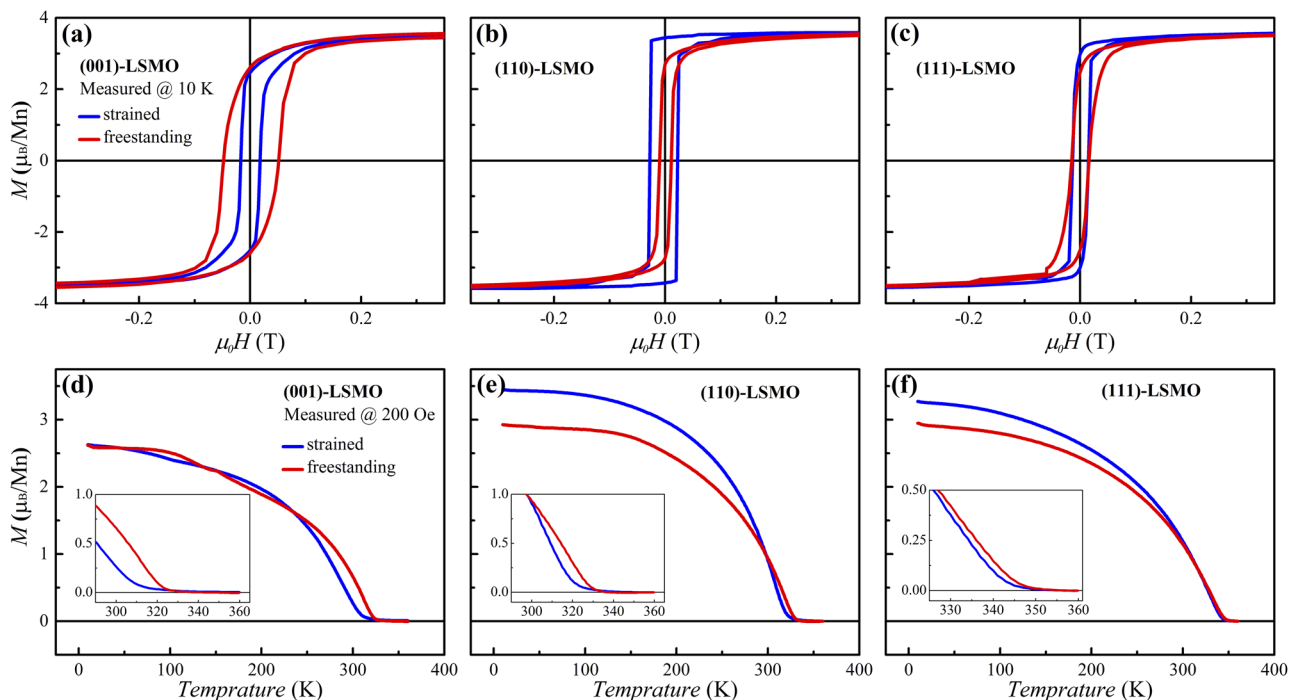 (a)
(001)-LSMO
Measured @ 10 K
strained
freestanding
(b)
(110)-LSMO
(c)
(111)-LSMO
M (μB/Mn)
4
2
0
-2
-4
-0.2 0.0 0.2
-0.2 0.0 0.2
-0.2 0.0 0.2
μ0H (T)
μ0H (T)
μ0H (T)
(d)
(001)-LSMO
Measured @ 200 Oe
strained
freestanding
(e)
(110)-LSMO
(f)
(111)-LSMO
M (μB/Mn)
3
2
1
0
1.0
0.5
0.0
300 320 340 360
1.0
0.5
0.0
300 320 340 360
0.50
0.25
0.00
330 340 350 360
0 100 200 300 400
0 100 200 300 400
0 100 200 300 400
Temprature (K)
Temprature (K)
Temprature (K)